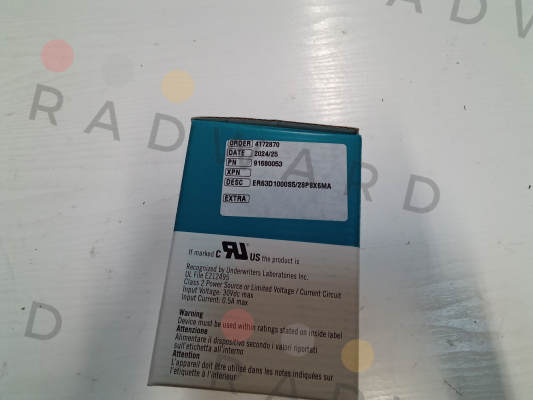 ORDER 4172870
DATE 2024/25
PN 91680053
XPN
DESC ER63D1000S5/28P8X6MA
EXTRA
If marked C RU US the product is
Recognized by Underwriters Laboratories Inc.
UL File E212495
Class 2 Power Source or Limited Voltage / Current Circuit
Input Voltage: 30Vdc max
Input Current: 0.5A max
Warning
Device must be used within ratings stated on inside label
Attenzione
Alimentare il dispositivo secondo i valori riportati
sull'etichetta all'interno
Attention
L'appareil doit être utilisé dans les notes indiquées sur
l'étiquette à l'intérieur
RADWARD
RADWARD